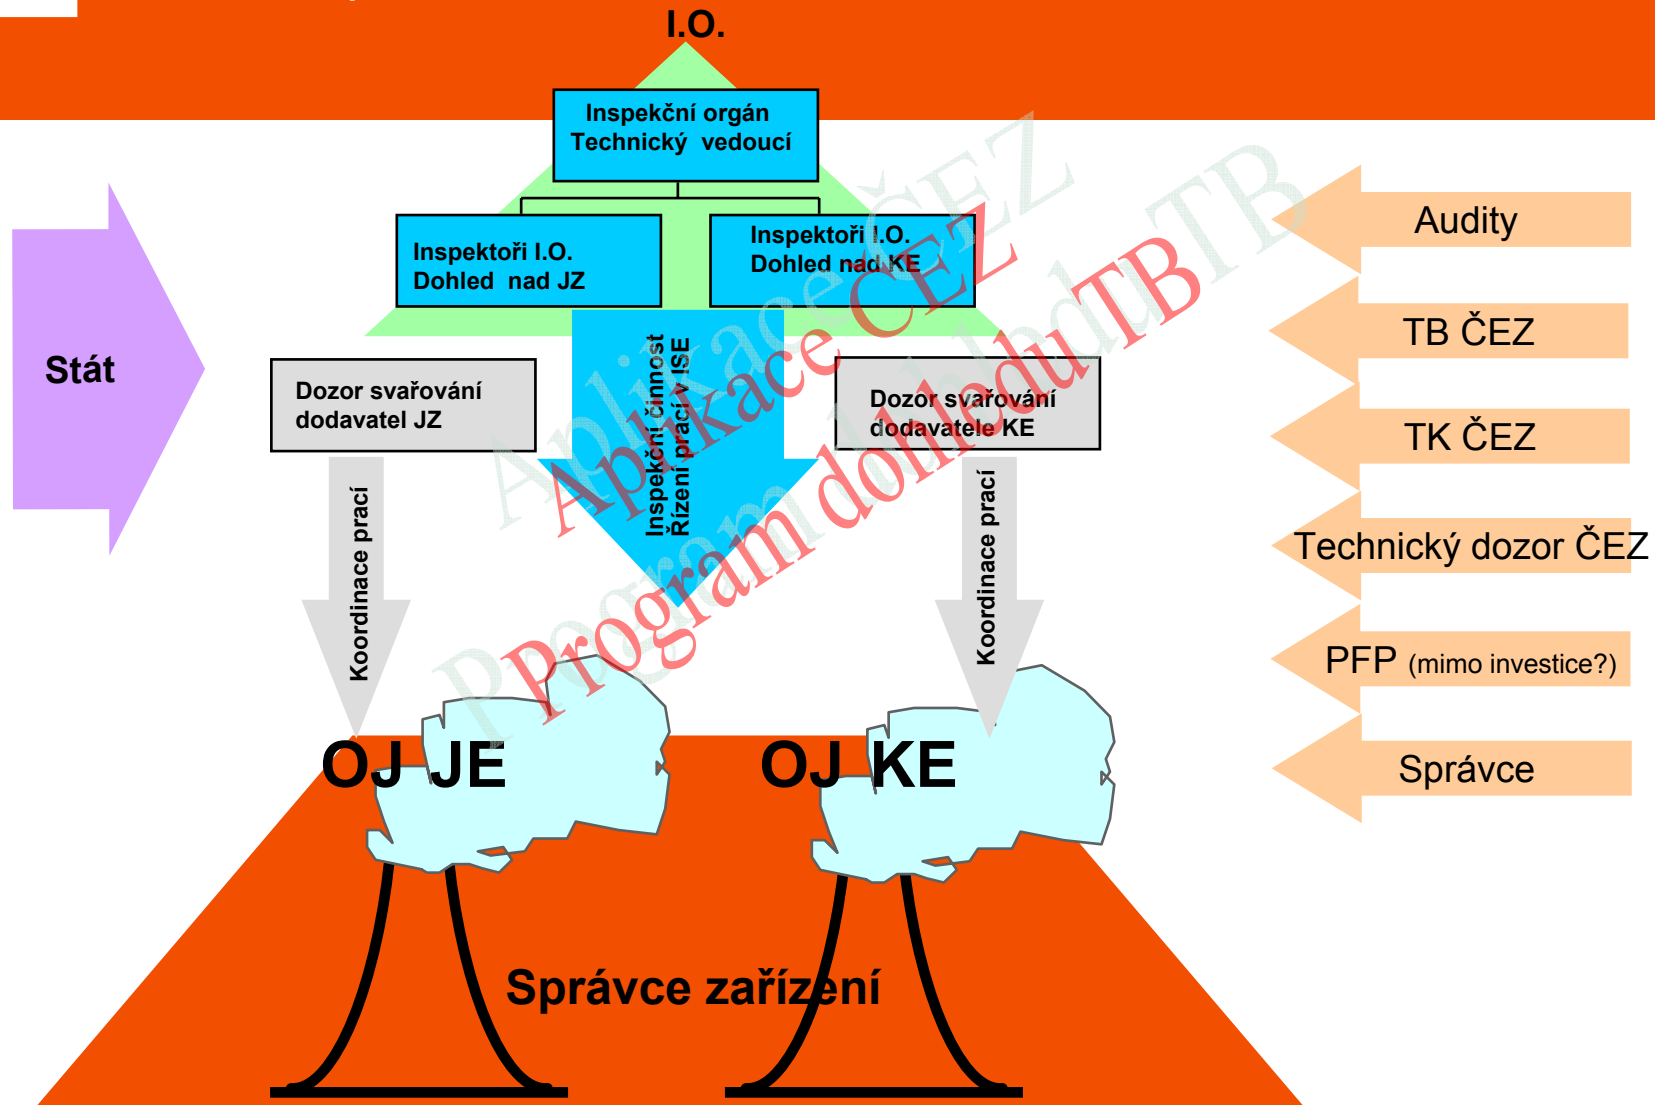 I.O.
Inspekční orgán
Technický vedoucí
Inspektoři I.O.
Dohled nad JZ
Inspektoři I.O.
Dohled nad KE
Stát
Dozor svařování
dodavatel JZ
Inspekční činnost
Řízení prací v ISE
Dozor svařování
dodavatele KE
Koordinace prací
Koordinace prací
Aplikace ČEZ
Program dohledu TB
Audity
TB ČEZ
TK ČEZ
Technický dozor ČEZ
PFP (mimo investice?)
Správce
OJ JE
OJ KE
Správce zařízení